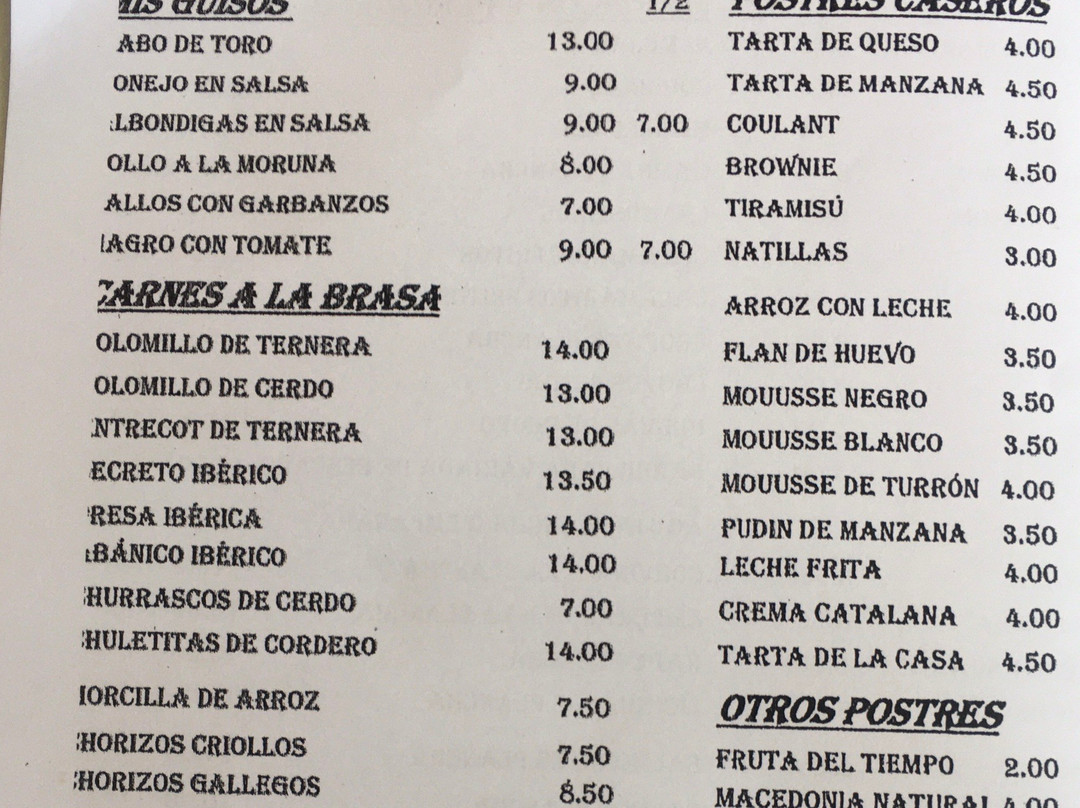 MIS GUISOS 1/2
ABO DE TORO 13.00
ONEJO EN SALSA 9.00
LBONDIGAS EN SALSA 9.00 7.00
OLLO A LA MORUNA 8.00
ALLOS CON GARBANZOS 7.00
AGRO CON TOMATE 9.00 7.00
CARNES A LA BRASA
OLOMILLO DE TERNERA 14.00
OLOMILLO DE CERDO 13.00
NTRECOT DE TERNERA 13.00
ECRETO IBÉRICO 13.50
RESA IBÉRICA 14.00
BÁNICO IBÉRICO 14.00
HURRASCOS DE CERDO 7.00
HULETITAS DE CORDERO 14.00
ORCILLA DE ARROZ 7.50
HORIZOS CRIOLLOS 7.50
HORIZOS GALLEGOS 8.50
POSTRES CASEROS
TARTA DE QUESO 4.00
TARTA DE MANZANA 4.50
COULANT 4.50
BROWNIE 4.50
TIRAMISÚ 4.00
NATILLAS 3.00
ARROZ CON LECHE 4.00
FLAN DE HUEVO 3.50
MOUUSSE NEGRO 3.50
MOUUSSE BLANCO 3.50
MOUUSSE DE TURRÓN 4.00
PUDIN DE MANZANA 3.50
LECHE FRITA 4.00
CREMA CATALANA 4.00
TARTA DE LA CASA 4.50
OTROS POSTRES
FRUTA DEL TIEMPO 2.00
MACEDONIA NATURAL 4.00